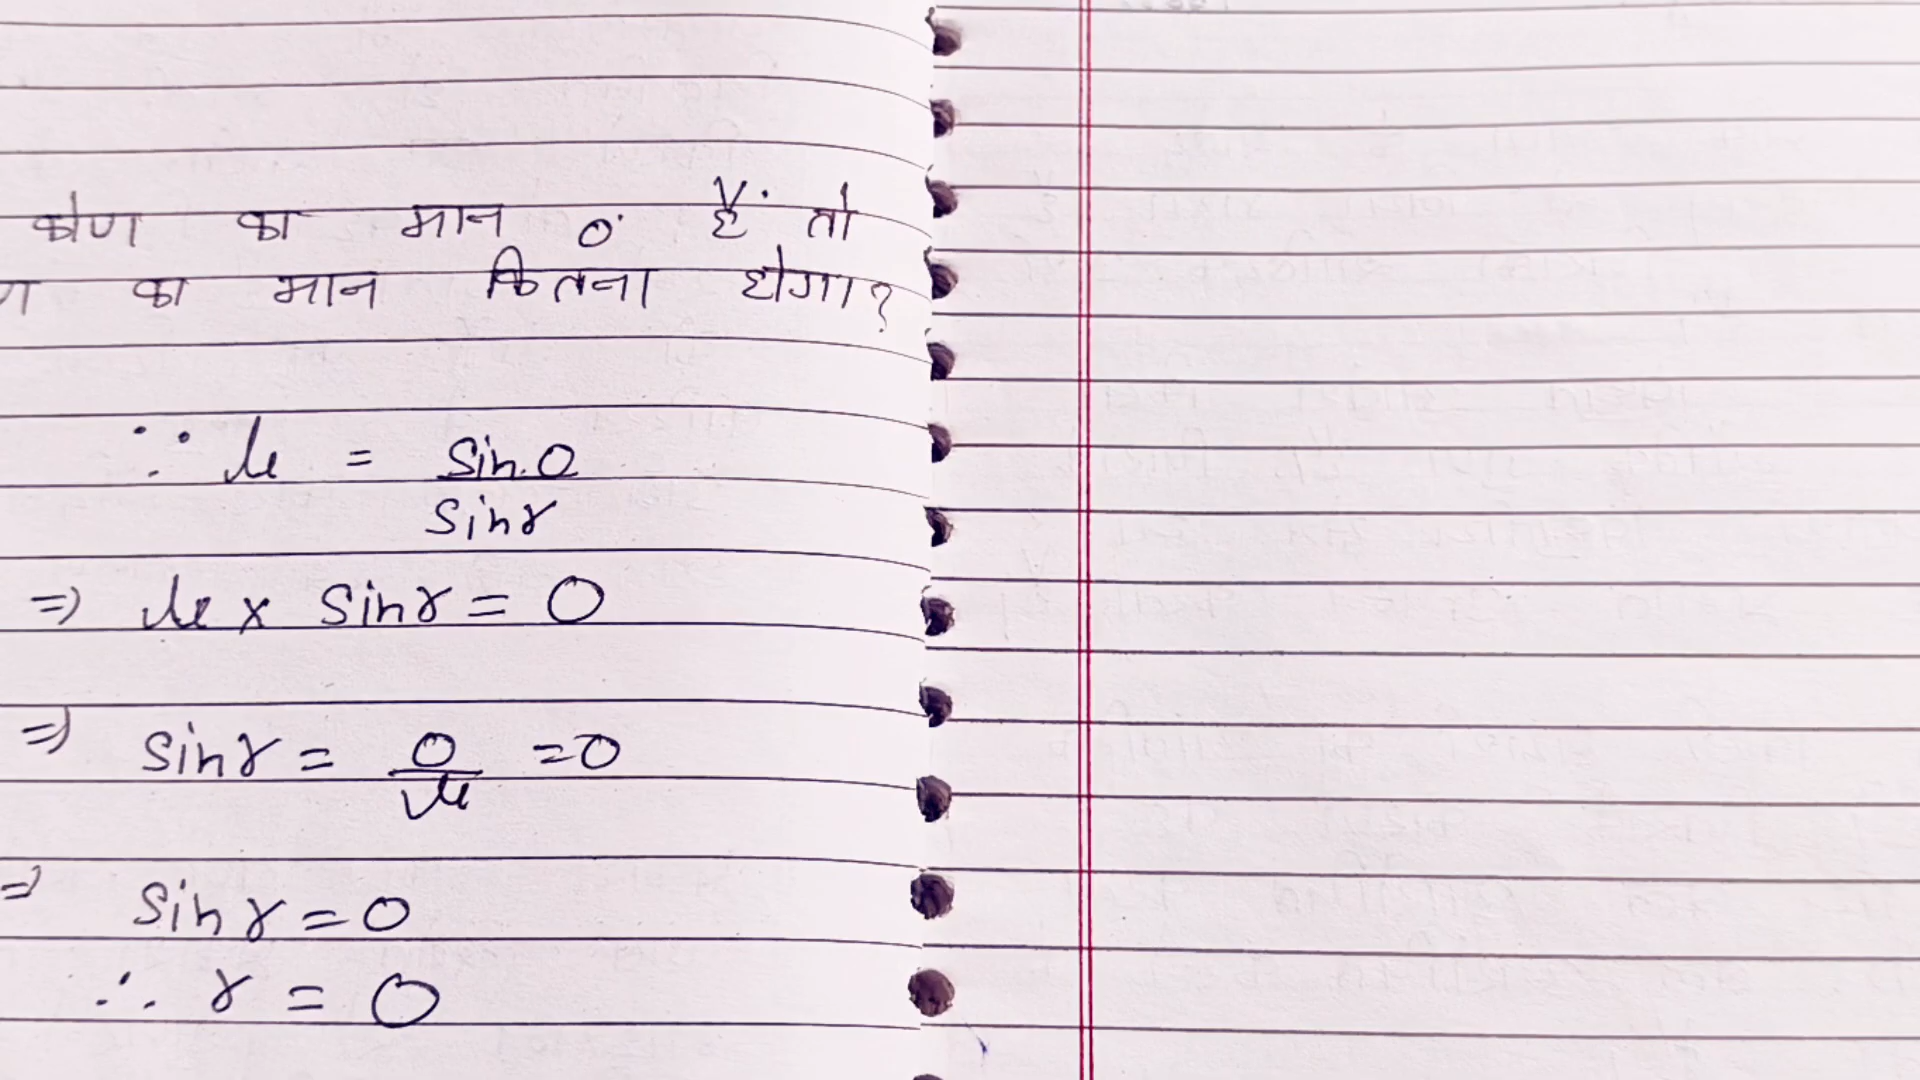 कोण का मान 0° है तो
का मान कितना होगा?
∵ μ = sin 0 / sin r
⇒ μ × sin r = 0
⇒ sin r = 0/μ = 0
⇒ sin r = 0
∴ r = 0